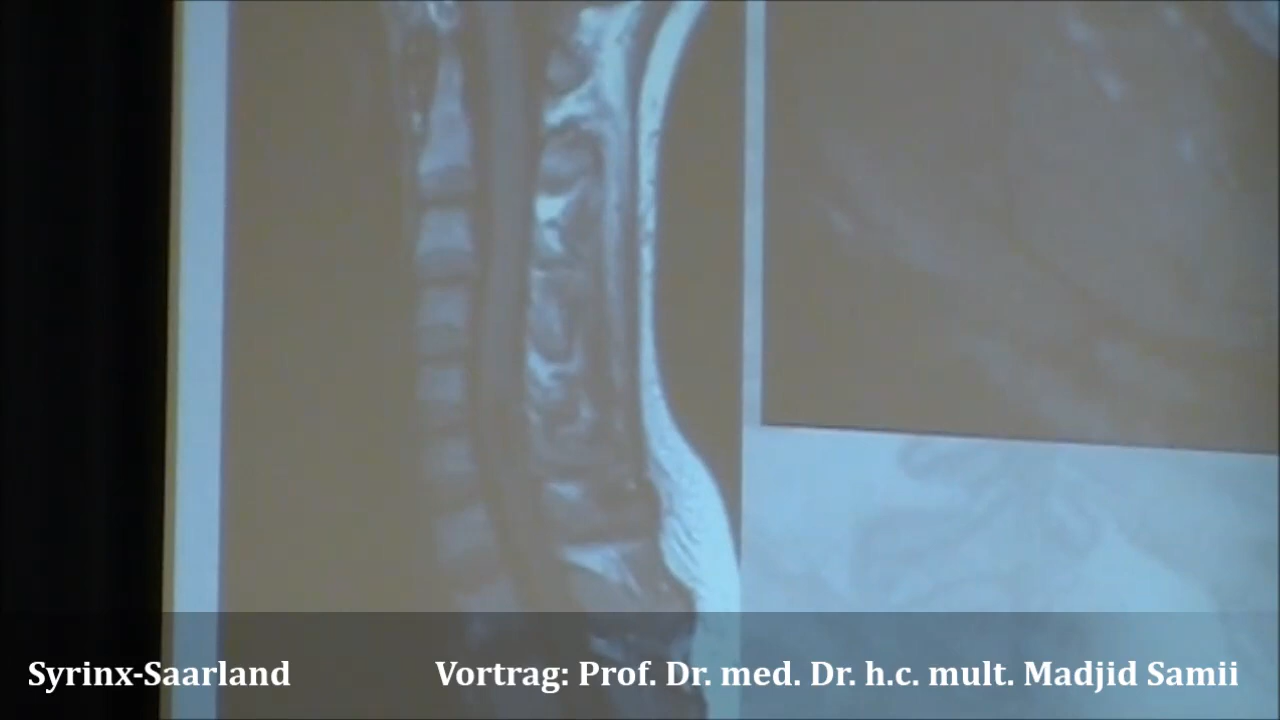 Syrinx-Saarland
Vortrag: Prof. Dr. med. Dr. h.c. mult. Madjid Samii